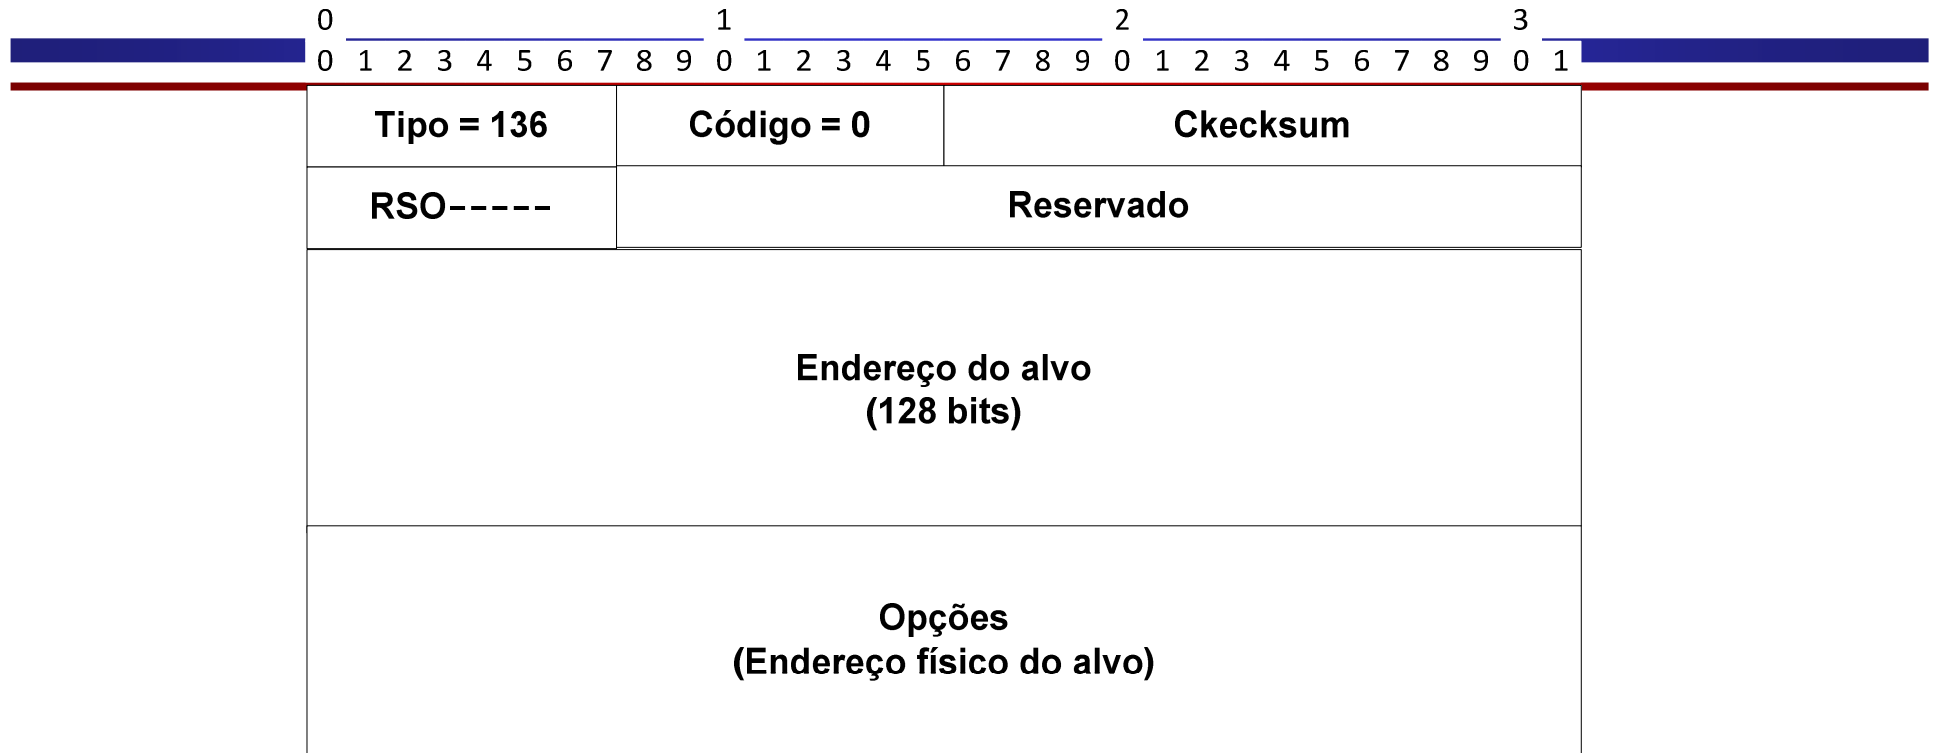 0 1 2 3
0 1 2 3 4 5 6 7 8 9 0 1 2 3 4 5 6 7 8 9 0 1 2 3 4 5 6 7 8 9 0 1
Tipo = 136 Código = 0 Ckecksum
RSO----- Reservado
Endereço do alvo
(128 bits)
Opções
(Endereço físico do alvo)